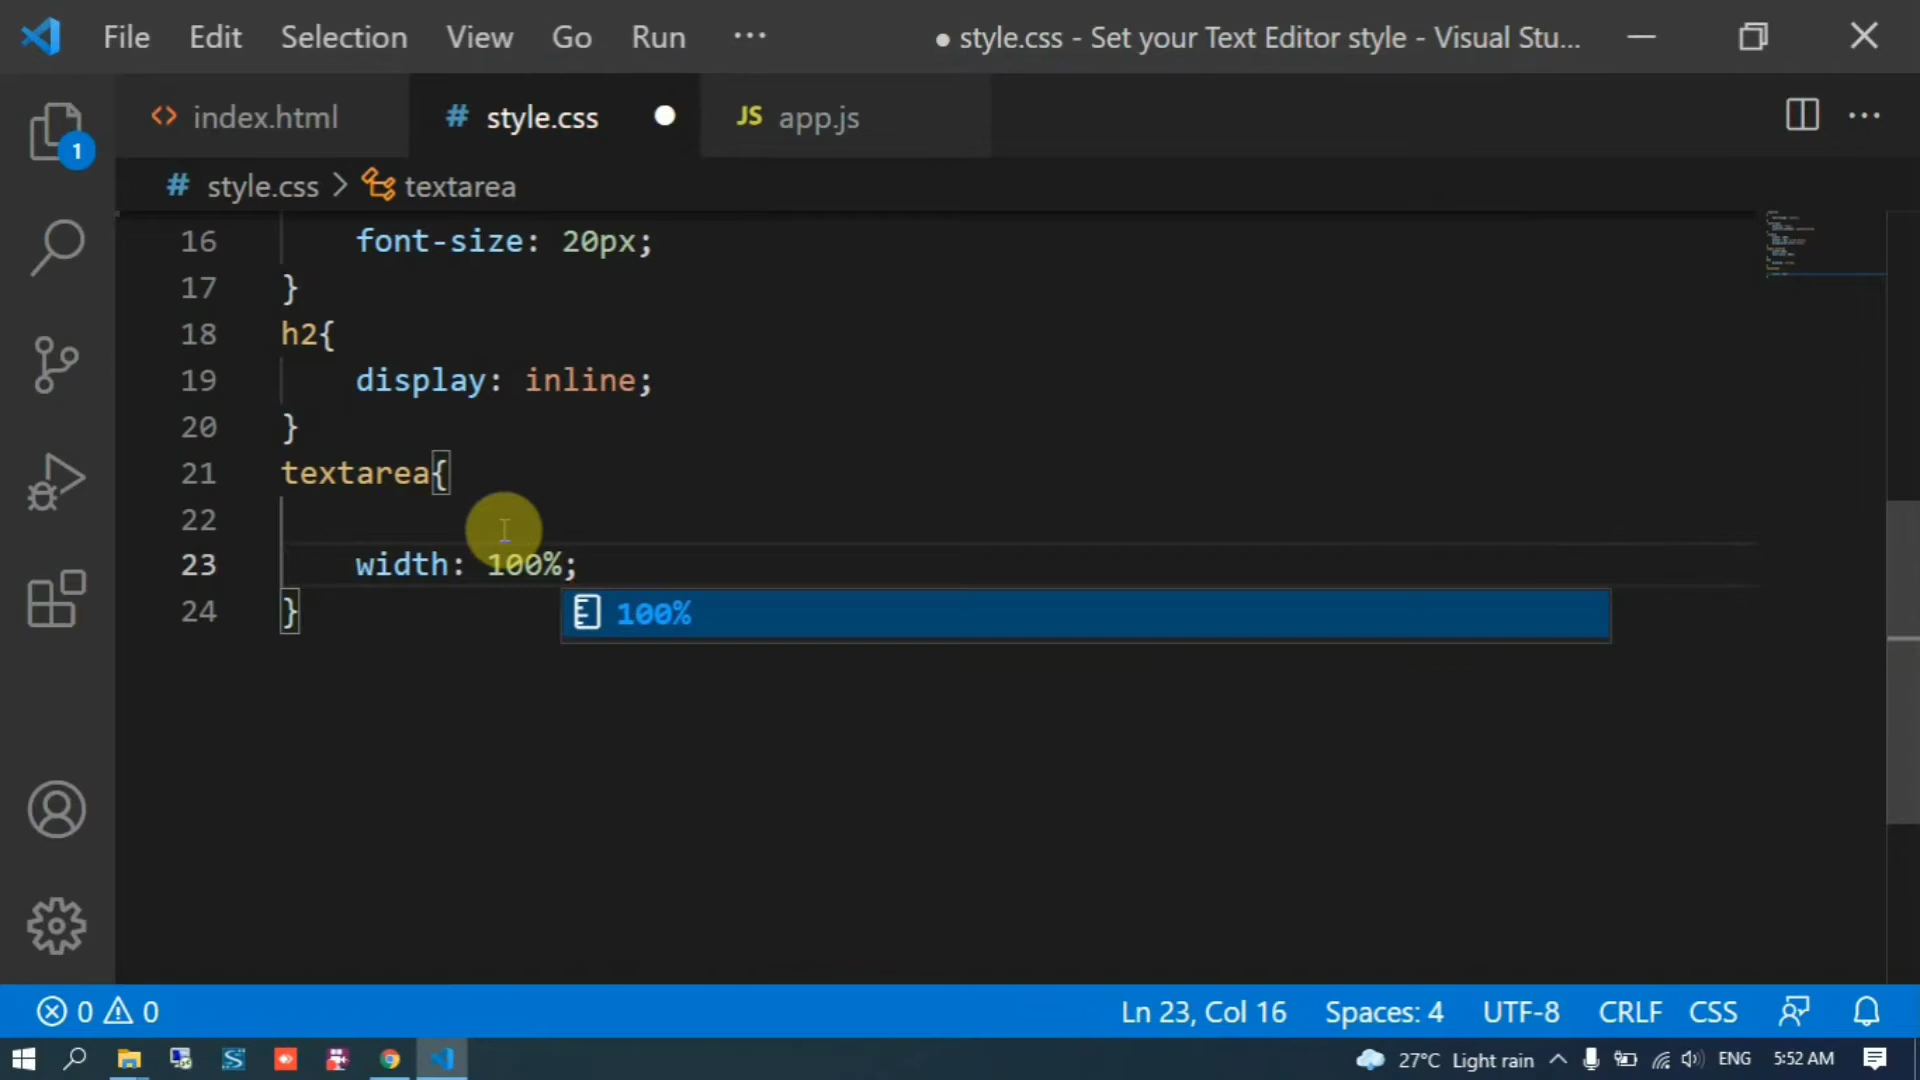 File Edit Selection View Go Run ··· ● style.css - Set your Text Editor style - Visual Stu...
<> index.html # style.css ● JS app.js ···
1
# style.css > textarea
16 font-size: 20px;
17 }
18 h2{
19 display: inline;
20 }
21 textarea{
22
23 width: 100%;
24 }
100%
0 0 Ln 23, Col 16 Spaces: 4 UTF-8 CRLF CSS
27°C Light rain ENG 5:52 AM